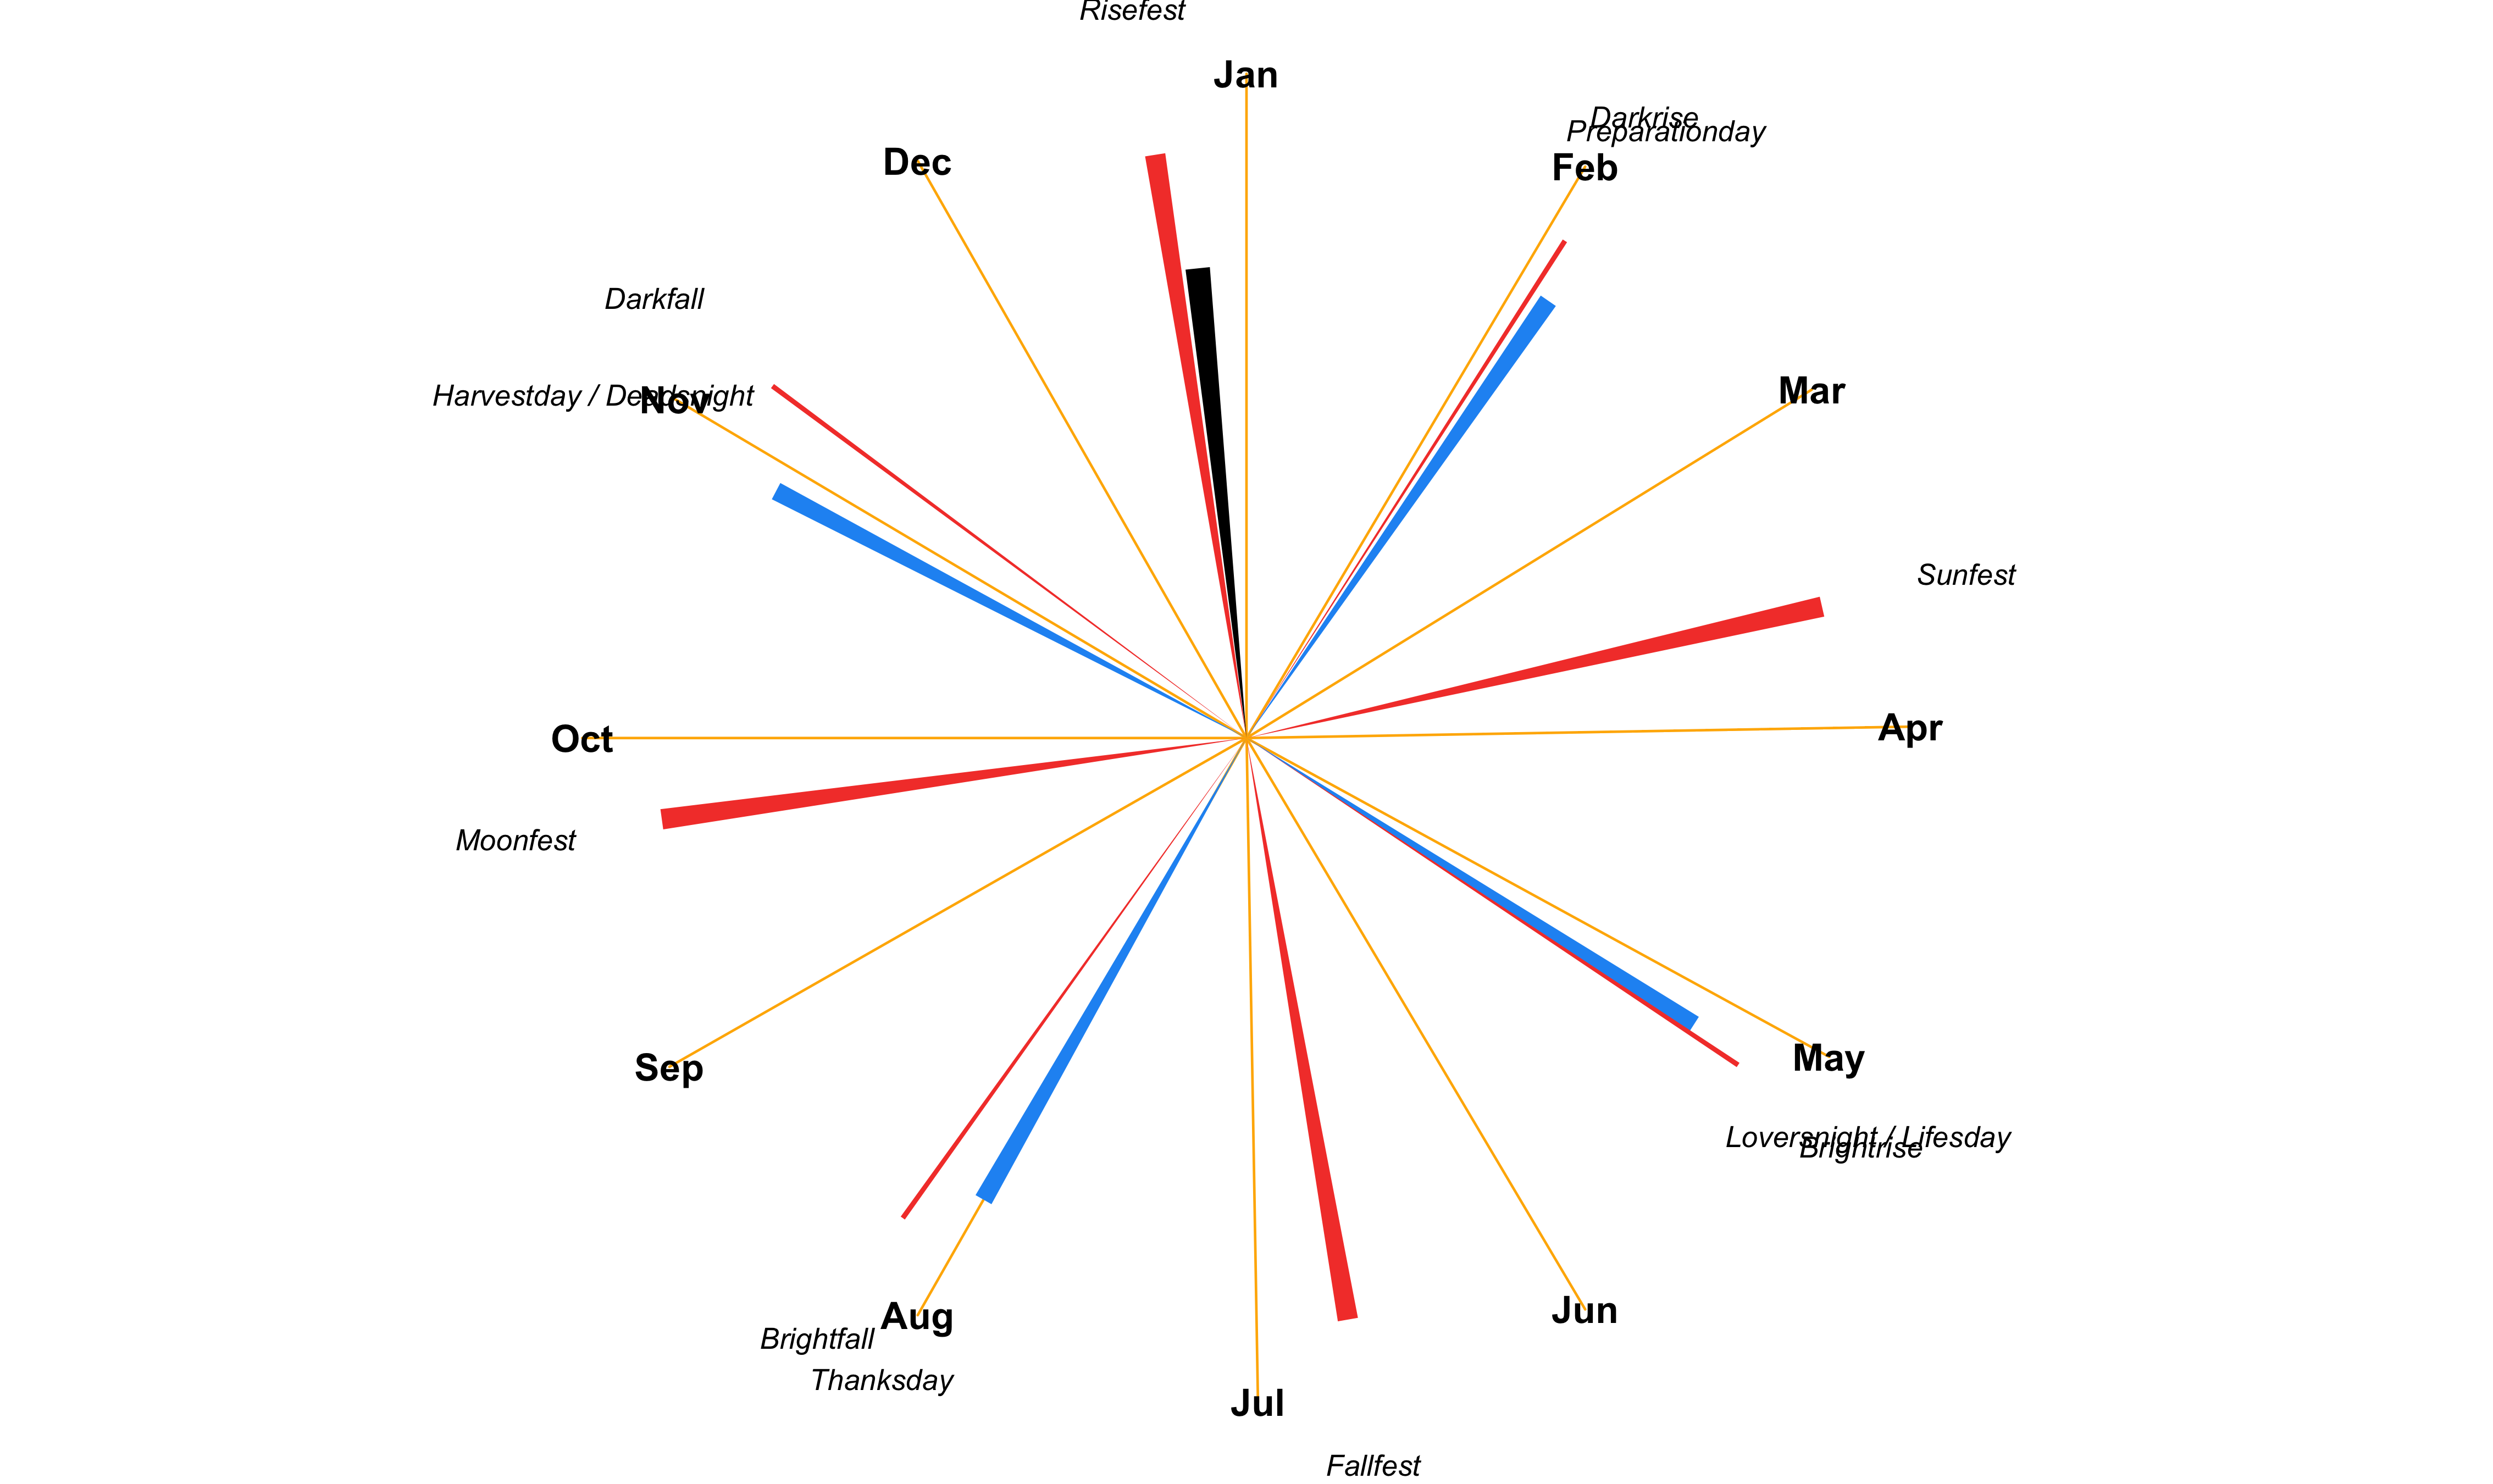 Risefest
Jan
Darkrise
Preparationday
Dec
Feb
Darkfall
Mar
Harvestday / Deadsnight
Nov
Sunfest
Apr
Oct
Moonfest
May
Sep
Loversnight / Lifesday
Brightrise
Jun
Aug
Brightfall
Thanksday
Jul
Fallfest